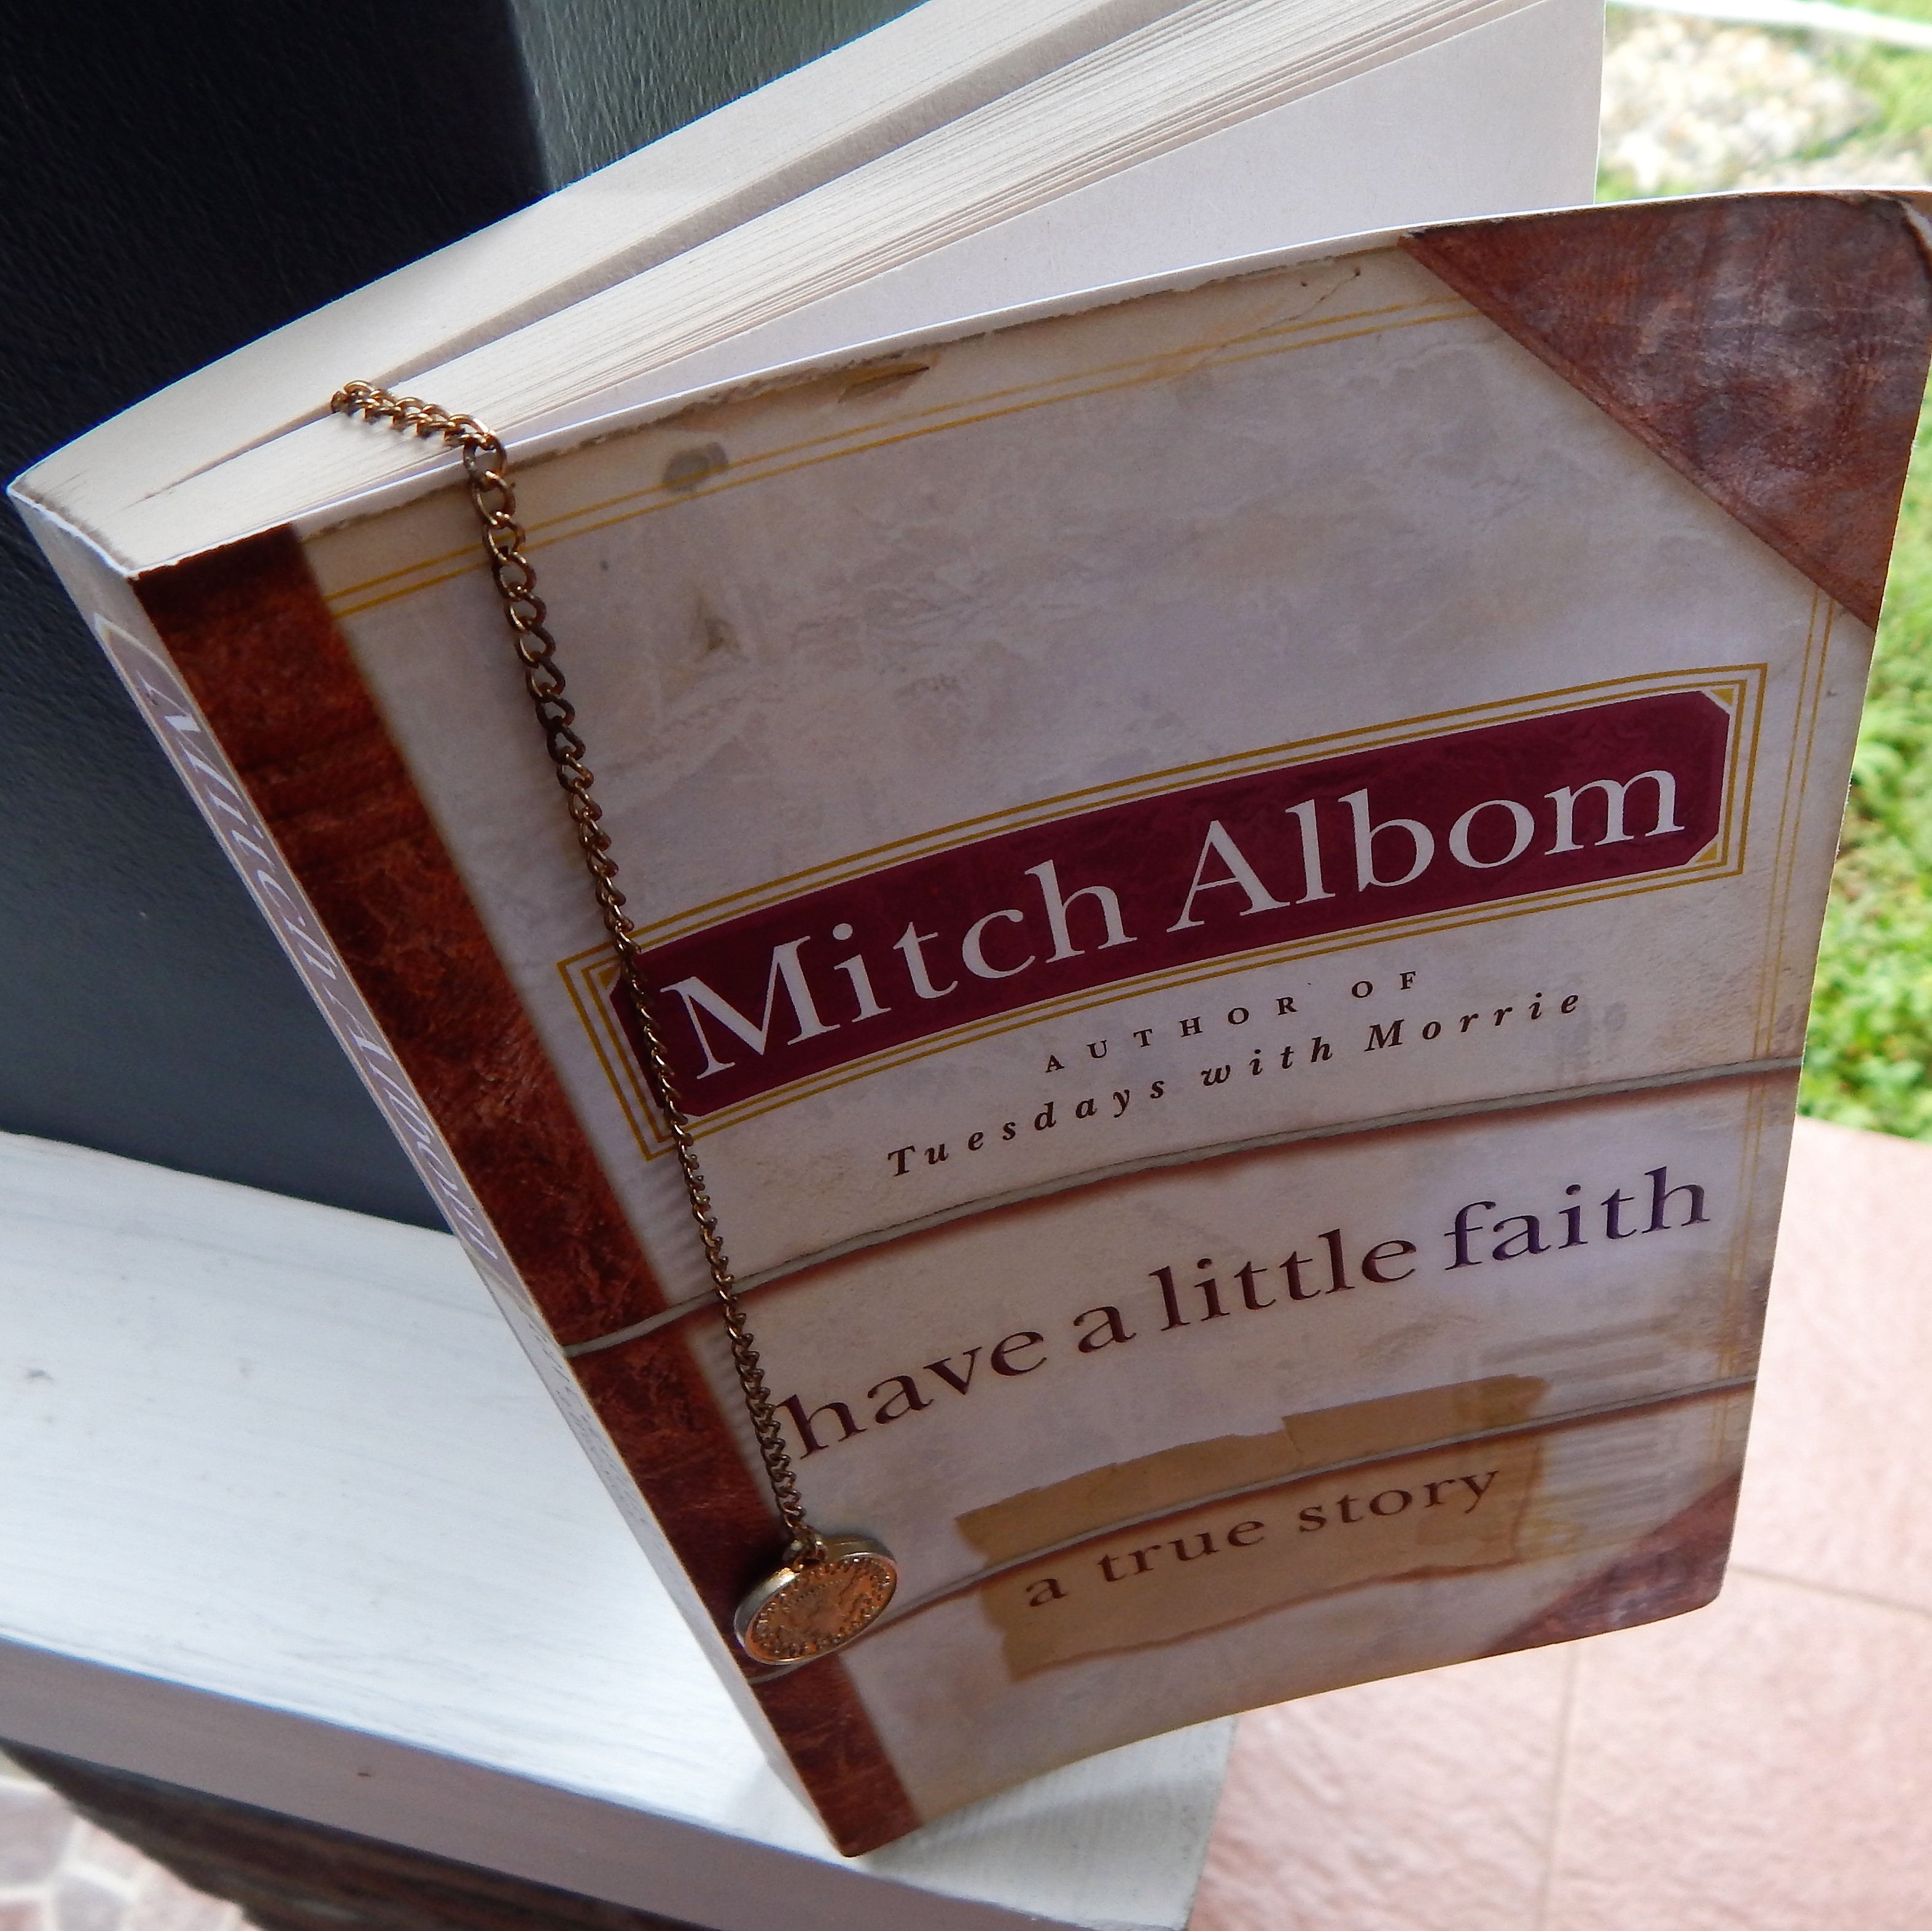 Mitch Albom
AUTHOR OF
Tuesdays with Morrie
have a little faith
a true story
Mitch Albom